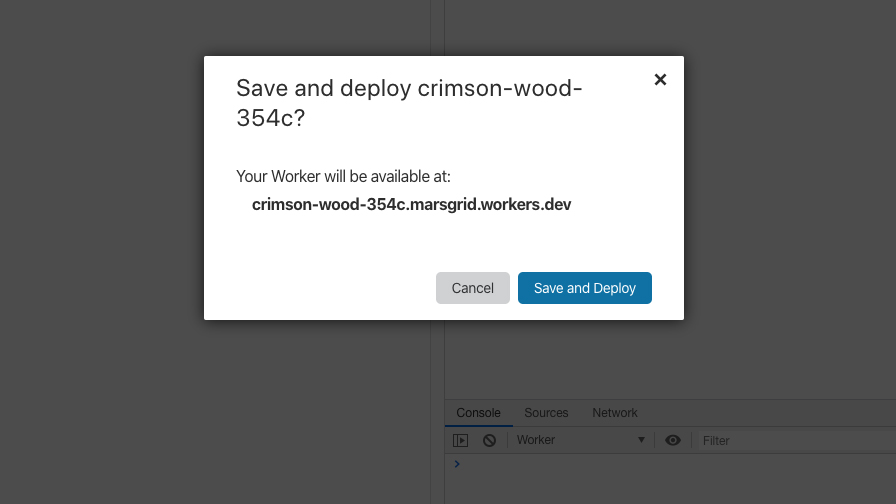 Save and deploy crimson-wood-
354c?
Your Worker will be available at:
crimson-wood-354c.marsgrid.workers.dev
Cancel
Save and Deploy
Console
Sources
Network
Worker
Filter